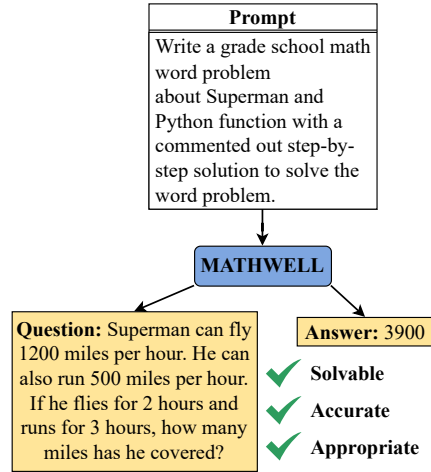 Prompt
Write a grade school math
word problem
about Superman and
Python function with a
commented out step-by-
step solution to solve the
word problem.
MATHWELL
Question: Superman can fly
1200 miles per hour. He can
also run 500 miles per hour.
If he flies for 2 hours and
runs for 3 hours, how many
miles has he covered?
Answer: 3900
Solvable
Accurate
Appropriate